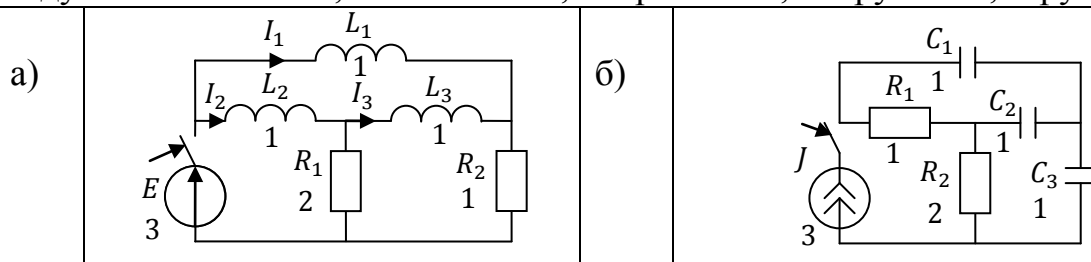 а)
I₁ L₁
1
I₂ L₂ I₃ L₃
1 1
R₁ R₂
2 1
E
3
б)
C₁
1
R₁ C₂
1 1
J R₂ C₃
2 1
3